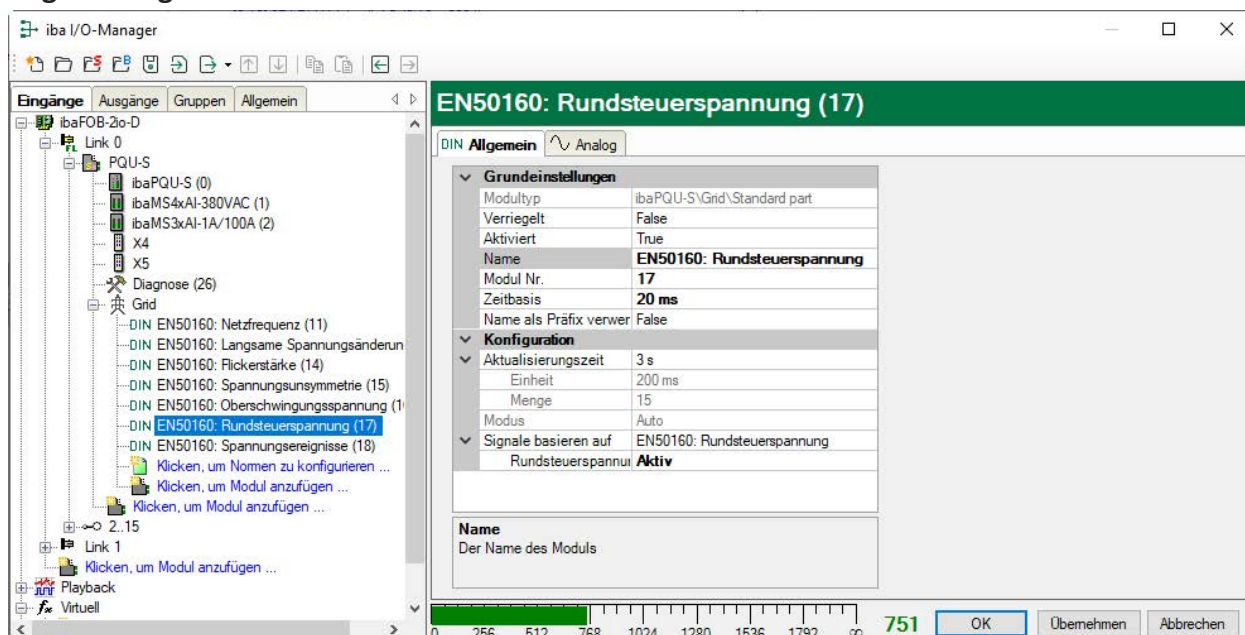 iba I/O-Manager
Eingänge Ausgänge Gruppen Allgemein
ibaFOB-2io-D
Link 0
PQU-S
ibaPQU-S (0)
ibaMS4xAI-380VAC (1)
ibaMS3xAI-1A/100A (2)
X4
X5
Diagnose (26)
Grid
DIN EN50160: Netzfrequenz (11)
DIN EN50160: Langsame Spannungsänderun
DIN EN50160: Flickerstärke (14)
DIN EN50160: Spannungsunsymmetrie (15)
DIN EN50160: Oberschwingungsspannung (1
DIN EN50160: Rundsteuerspannung (17)
DIN EN50160: Spannungsereignisse (18)
Klicken, um Normen zu konfigurieren ...
Klicken, um Modul anzufügen ...
Klicken, um Modul anzufügen ...
2..15
Link 1
Klicken, um Modul anzufügen ...
Playback
Virtuell
EN50160: Rundsteuerspannung (17)
DIN Allgemein Analog
Grundeinstellungen
Modultyp ibaPQU-S\Grid\Standard part
Verriegelt False
Aktiviert True
Name EN50160: Rundsteuerspannung
Modul Nr. 17
Zeitbasis 20 ms
Name als Präfix verwer False
Konfiguration
Aktualisierungszeit 3 s
Einheit 200 ms
Menge 15
Modus Auto
Signale basieren auf EN50160: Rundsteuerspannung
Rundsteuerspannur Aktiv
Name
Der Name des Moduls
0 256 512 768 1024 1280 1536 1792 ∞
751 OK Übernehmen Abbrechen